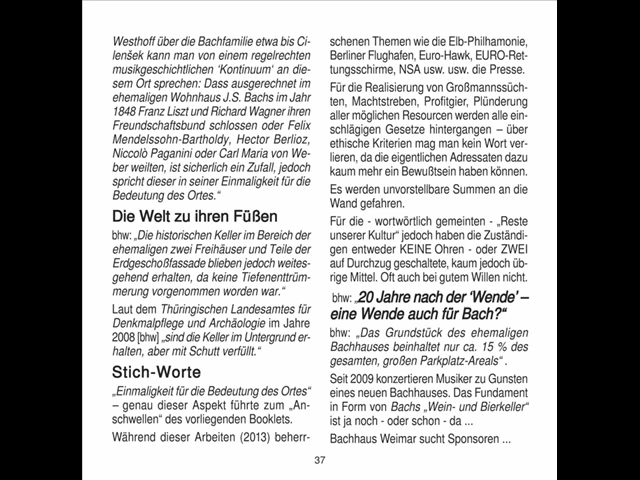 Westhoff über die Bachfamilie etwa bis Ci-
lenšek kann man von einem regelrechten
musikgeschichtlichen 'Kontinuum' an die-
sem Ort sprechen: Dass ausgerechnet im
ehemaligen Wohnhaus J.S. Bachs im Jahr
1848 Franz Liszt und Richard Wagner ihren
Freundschaftsbund schlossen oder Felix
Mendelssohn-Bartholdy, Hector Berlioz,
Niccolò Paganini oder Carl Maria von We-
ber weilten, ist sicherlich ein Zufall, jedoch
spricht dieser in seiner Einmaligkeit für die
Bedeutung des Ortes.“
Die Welt zu ihren Füßen
bhw: „Die historischen Keller im Bereich der
ehemaligen zwei Freihäuser und Teile der
Erdgeschoßfassade blieben jedoch weites-
gehend erhalten, da keine Tiefenenttrüm-
merung vorgenommen worden war.“
Laut dem Thüringischen Landesamtes für
Denkmalpflege und Archäologie im Jahre
2008 [bhw] „sind die Keller im Untergrund er-
halten, aber mit Schutt verfüllt.“
Stich-Worte
„Einmaligkeit für die Bedeutung des Ortes“
– genau dieser Aspekt führte zum „An-
schwellen“ des vorliegenden Booklets.
Während dieser Arbeiten (2013) beherr-
schenen Themen wie die Elb-Philhamonie,
Berliner Flughafen, Euro-Hawk, EURO-Ret-
tungsschirme, NSA usw. usw. die Presse.
Für die Realisierung von Großmannssüch-
ten, Machtstreben, Profitgier, Plünderung
aller möglichen Resourcen werden alle ein-
schlägigen Gesetze hintergangen – über
ethische Kriterien mag man kein Wort ver-
lieren, da die eigentlichen Adressaten dazu
kaum mehr ein Bewußtsein haben können.
Es werden unvorstellbare Summen an die
Wand gefahren.
Für die - wortwörtlich gemeinten - „Reste
unserer Kultur“ jedoch haben die Zuständi-
gen entweder KEINE Ohren - oder ZWEI
auf Durchzug geschaltete, kaum jedoch üb-
rige Mittel. Oft auch bei gutem Willen nicht.
bhw: „20 Jahre nach der 'Wende' –
eine Wende auch für Bach?“
bhw: „Das Grundstück des ehemaligen
Bachhauses beinhaltet nur ca. 15 % des
gesamten, großen Parkplatz-Areals“ .
Seit 2009 konzertieren Musiker zu Gunsten
eines neuen Bachhauses. Das Fundament
in Form von Bachs „Wein- und Bierkeller“
ist ja noch - oder schon - da ...
Bachhaus Weimar sucht Sponsoren ...
37